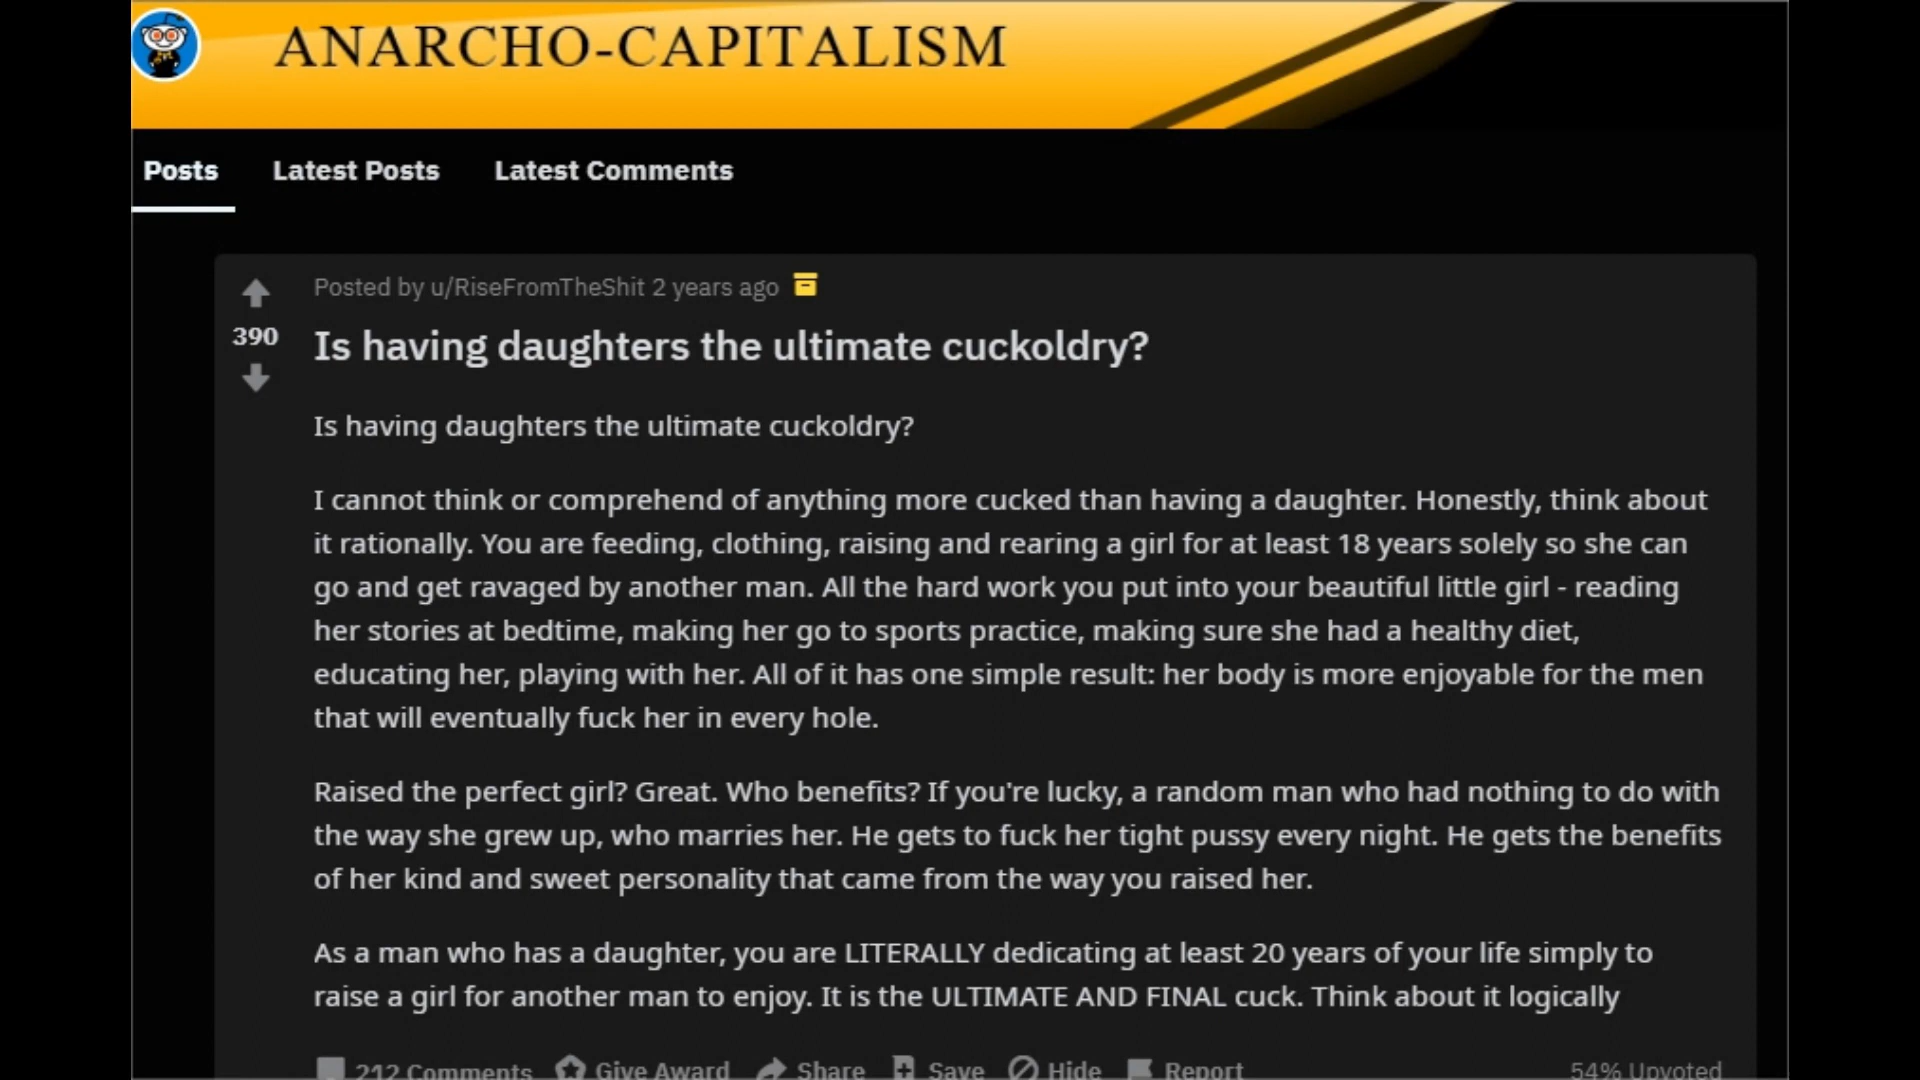 ANARCHO-CAPITALISM
Posts Latest Posts Latest Comments
Posted by u/RiseFromTheShit 2 years ago
390
Is having daughters the ultimate cuckoldry?
Is having daughters the ultimate cuckoldry?
I cannot think or comprehend of anything more cucked than having a daughter. Honestly, think about
it rationally. You are feeding, clothing, raising and rearing a girl for at least 18 years solely so she can
go and get ravaged by another man. All the hard work you put into your beautiful little girl - reading
her stories at bedtime, making her go to sports practice, making sure she had a healthy diet,
educating her, playing with her. All of it has one simple result: her body is more enjoyable for the men
that will eventually fuck her in every hole.
Raised the perfect girl? Great. Who benefits? If you're lucky, a random man who had nothing to do with
the way she grew up, who marries her. He gets to fuck her tight pussy every night. He gets the benefits
of her kind and sweet personality that came from the way you raised her.
As a man who has a daughter, you are LITERALLY dedicating at least 20 years of your life simply to
raise a girl for another man to enjoy. It is the ULTIMATE AND FINAL cuck. Think about it logically
212 Comments Give Award Share Save Hide Report 54% Upvoted